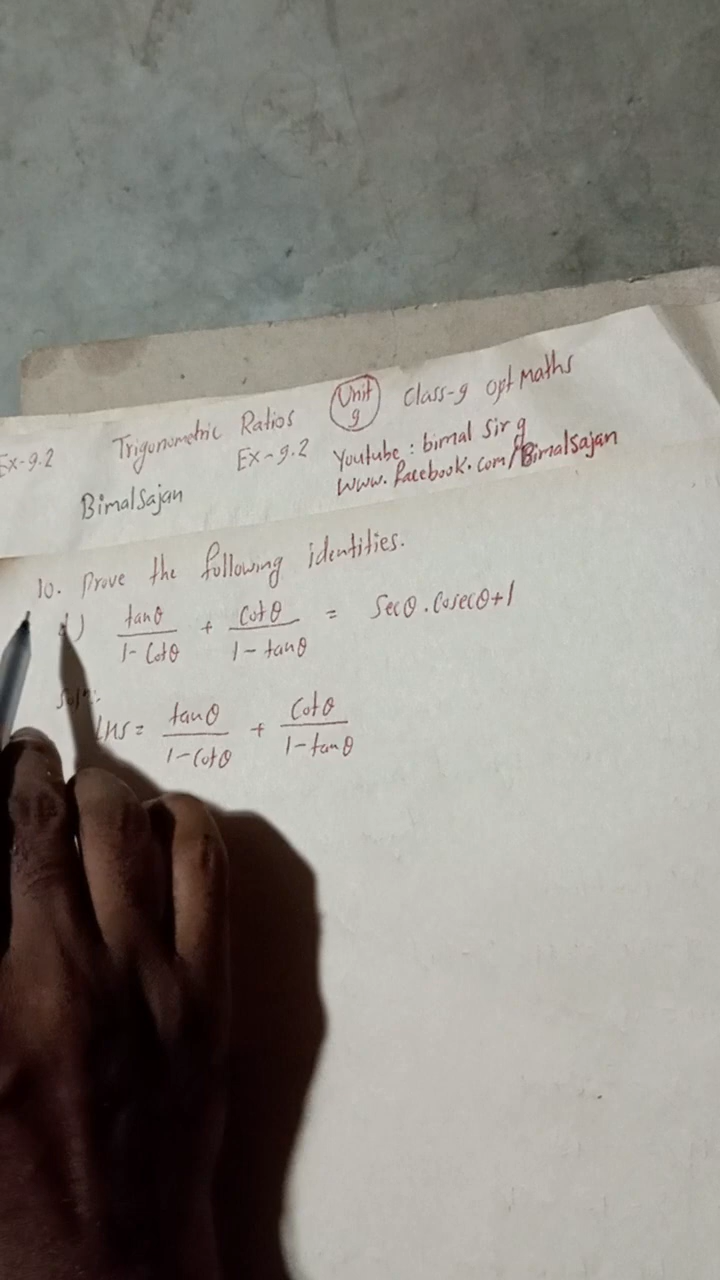 Ex-9.2 Trigonometric Ratios Unit 9 Class-9 Opt Maths
Ex-9.2 Youtube: bimal Sir g
BimalSajan www.facebook.com/BimalSajan
10. Prove the following identities.
tanθ/1-Cotθ + Cotθ/1-tanθ = Secθ.Cosecθ+1
Solⁿ:
LHS = tanθ/1-Cotθ + Cotθ/1-tanθ